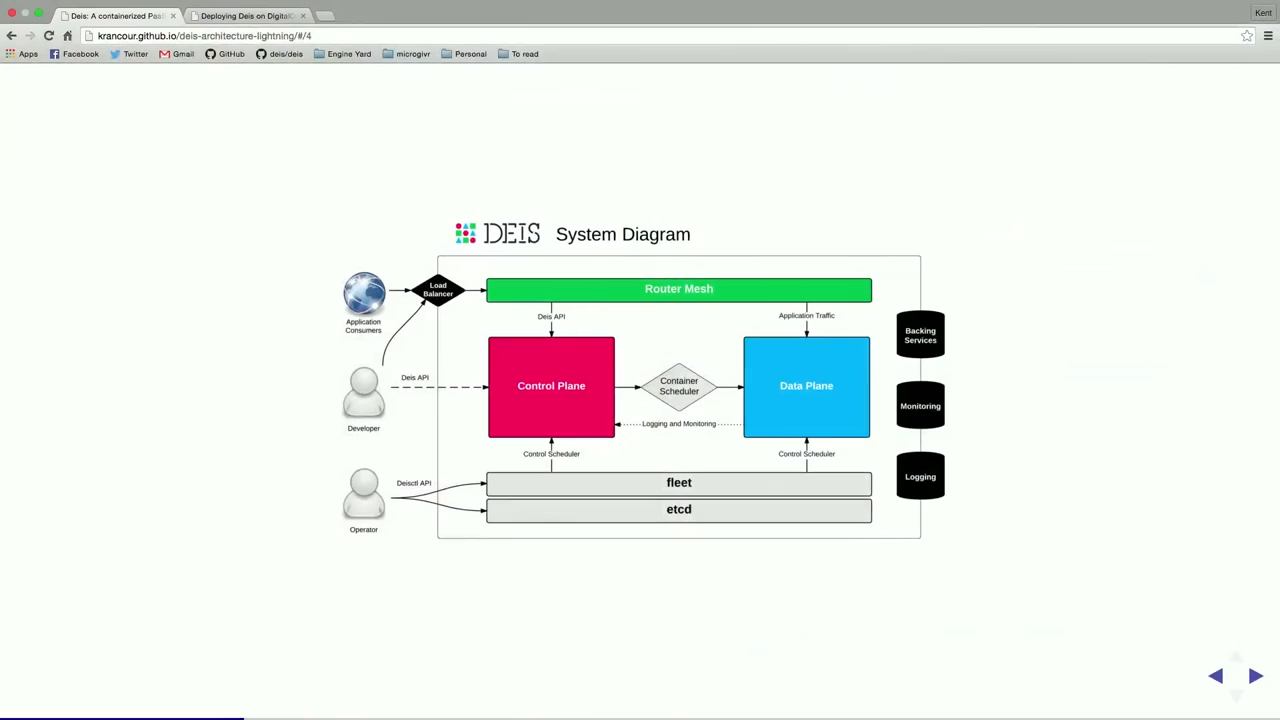 Deis: A containerized Paa
Deploying Deis on Digital
Kent
krancour.github.io/deis-architecture-lightning/#/4
Apps
Facebook
Twitter
Gmail
GitHub
deis/deis
Engine Yard
microgivr
Personal
To read
DEIS System Diagram
Load
Balancer
Router Mesh
Application
Consumers
Deis API
Application Traffic
Backing
Services
Deis API
Control Plane
Container
Scheduler
Data Plane
Monitoring
Developer
Logging and Monitoring
Control Scheduler
Control Scheduler
Deisctl API
fleet
Logging
etcd
Operator